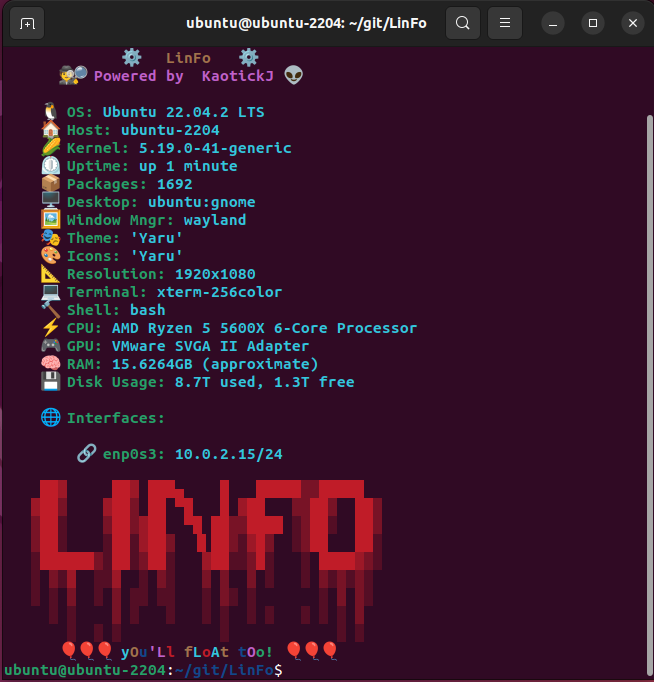 ubuntu@ubuntu-2204: ~/git/LinFo
LinFo
Powered by KaotickJ
OS: Ubuntu 22.04.2 LTS
Host: ubuntu-2204
Kernel: 5.19.0-41-generic
Uptime: up 1 minute
Packages: 1692
Desktop: ubuntu:gnome
Window Mngr: wayland
Theme: 'Yaru'
Icons: 'Yaru'
Resolution: 1920x1080
Terminal: xterm-256color
Shell: bash
CPU: AMD Ryzen 5 5600X 6-Core Processor
GPU: VMware SVGA II Adapter
RAM: 15.6264GB (approximate)
Disk Usage: 8.7T used, 1.3T free
Interfaces:
enp0s3: 10.0.2.15/24
LINFO
yOu'Ll fLoAt tOo!
ubuntu@ubuntu-2204:~/git/LinFo$